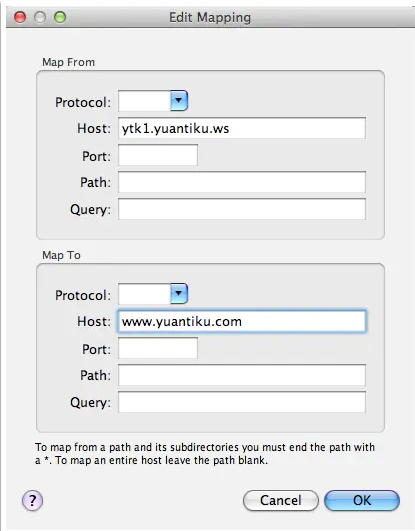 Edit Mapping
Map From
Protocol:
Host: ytk1.yuantiku.ws
Port:
Path:
Query:
Map To
Protocol:
Host: www.yuantiku.com
Port:
Path:
Query:
To map from a path and its subdirectories you must end the path with
a *. To map an entire host leave the path blank.
? Cancel OK